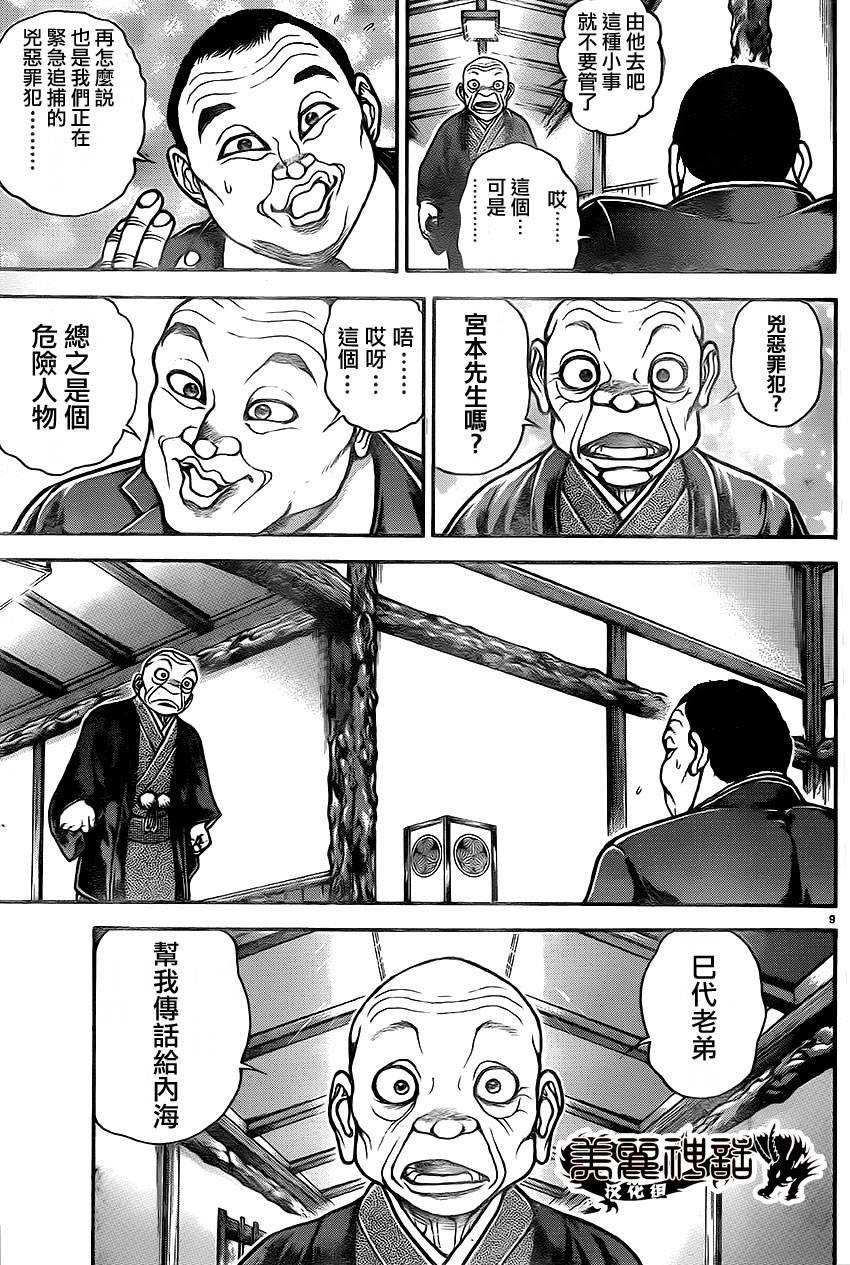 由他去吧
這種小事
就不要管了
哎…
這個…
可是
…………
再怎麼說
也是我們正在
緊急追捕的
兇惡罪犯………
兇惡罪犯?
宮本先生嗎?
唔……
哎呀…
這個…
總之是個
危險人物
9
巳代老弟
幫我傳話給內海
美麗神話
汉化组